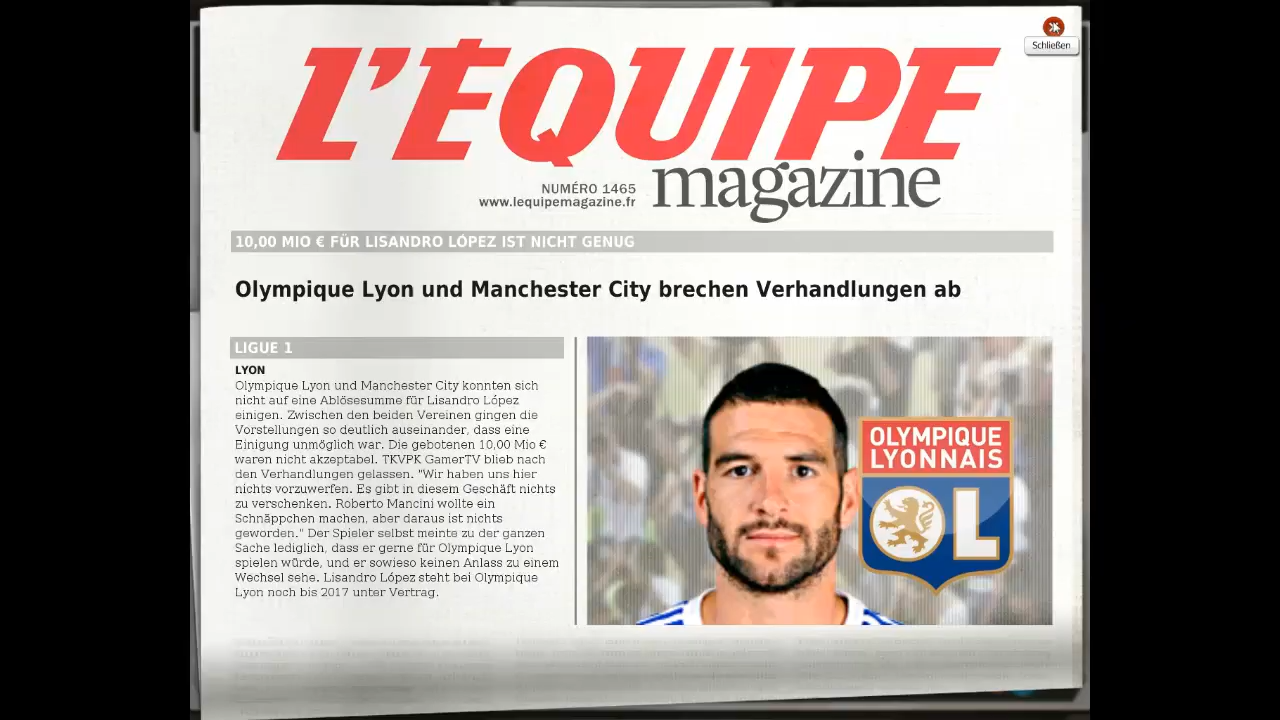 Schließen
L'ÉQUIPE
magazine
NUMÉRO 1465
www.lequipemagazine.fr
10,00 MIO € FÜR LISANDRO LÓPEZ IST NICHT GENUG
Olympique Lyon und Manchester City brechen Verhandlungen ab
LIGUE 1
LYON
Olympique Lyon und Manchester City konnten sich
nicht auf eine Ablösesumme für Lisandro López
einigen. Zwischen den beiden Vereinen gingen die
Vorstellungen so deutlich auseinander, dass eine
Einigung unmöglich war. Die gebotenen 10,00 Mio €
waren nicht akzeptabel. TKVPK GamerTV blieb nach
den Verhandlungen gelassen. "Wir haben uns hier
nichts vorzuwerfen. Es gibt in diesem Geschäft nichts
zu verschenken. Roberto Mancini wollte ein
Schnäppchen machen, aber daraus ist nichts
geworden." Der Spieler selbst meinte zu der ganzen
Sache lediglich, dass er gerne für Olympique Lyon
spielen würde, und er sowieso keinen Anlass zu einem
Wechsel sehe. Lisandro López steht bei Olympique
Lyon noch bis 2017 unter Vertrag.
OLYMPIQUE
LYONNAIS
OL